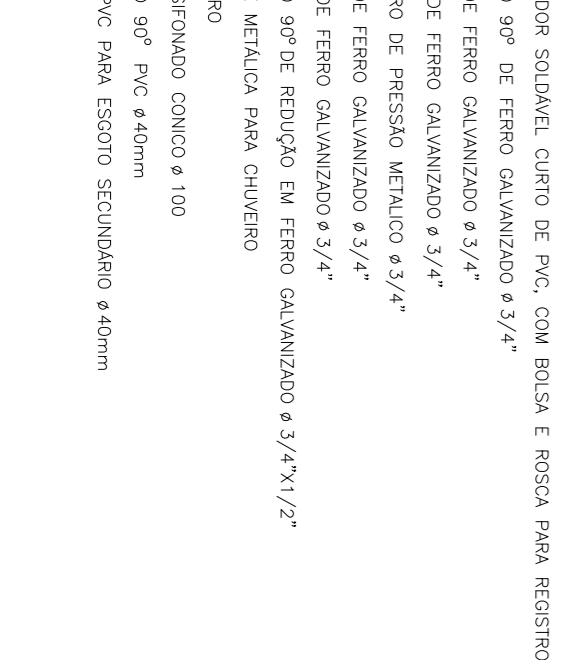 DOR SOLDÁVEL CURTO DE PVC, COM BOLSA E ROSCA PARA REGISTRO
90° DE FERRO GALVANIZADO ø 3/4"
DE FERRO GALVANIZADO ø 3/4"
DE FERRO GALVANIZADO ø 3/4"
RO DE PRESSÃO METALICO ø 3/4"
DE FERRO GALVANIZADO ø 3/4"
DE FERRO GALVANIZADO ø 3/4"
90° DE REDUÇÃO EM FERRO GALVANIZADO ø 3/4"X1/2"
METÁLICA PARA CHUVEIRO
RO
SIFONADO CONICO ø 100
90° PVC ø 40mm
PVC PARA ESGOTO SECUNDÁRIO ø 40mm